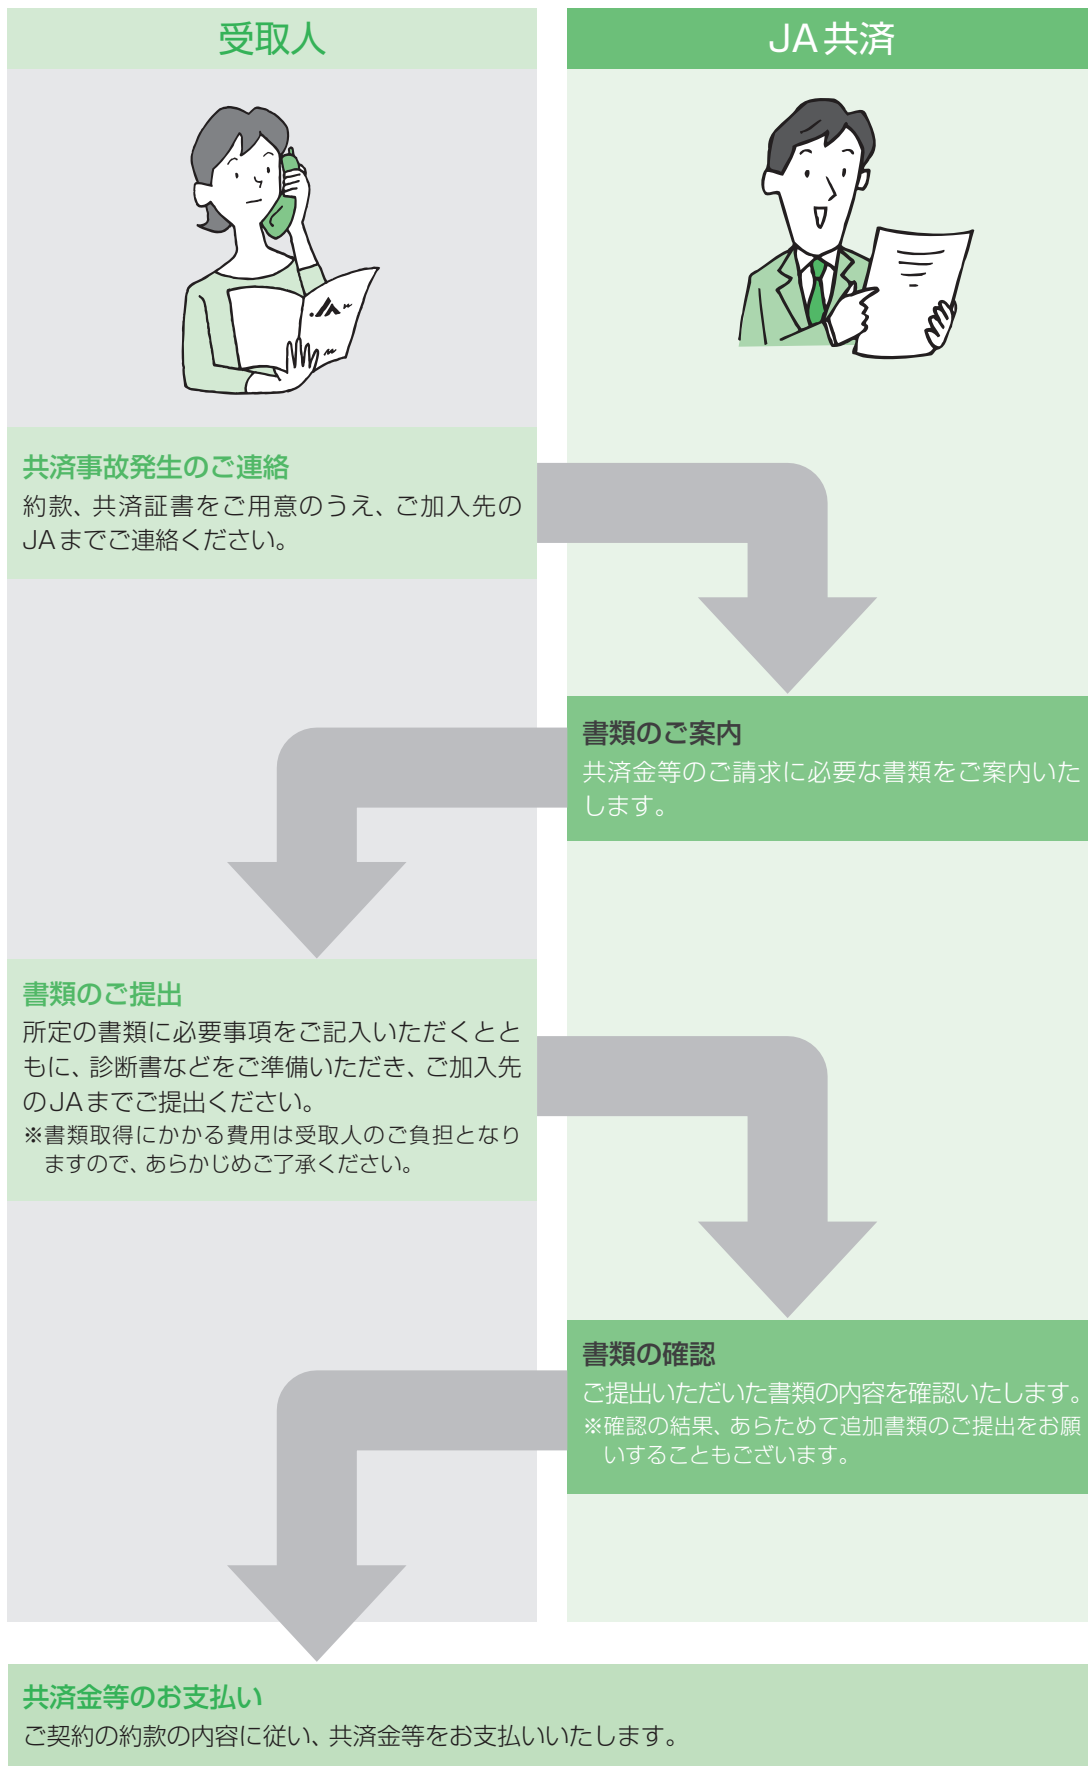 受取人
JA共済
共済事故発生のご連絡
約款、共済証書をご用意のうえ、ご加入先の
JAまでご連絡ください。
書類のご案内
共済金等のご請求に必要な書類をご案内いた
します。
書類のご提出
所定の書類に必要事項をご記入いただくとと
もに、診断書などをご準備いただき、ご加入先
のJAまでご提出ください。
※書類取得にかかる費用は受取人のご負担となり
ますので、あらかじめご了承ください。
書類の確認
ご提出いただいた書類の内容を確認いたします。
※確認の結果、あらためて追加書類のご提出をお願
いすることもございます。
共済金等のお支払い
ご契約の約款の内容に従い、共済金等をお支払いいたします。